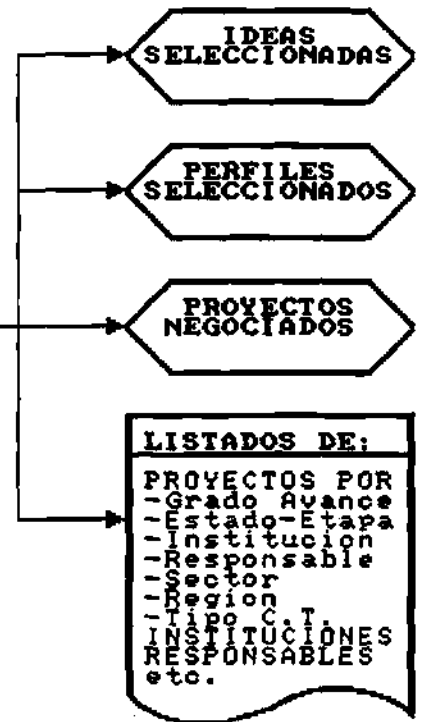 IDEAS
SELECCIONADAS
PERFILES
SELECCIONADOS
PROYECTOS
NEGOCIADOS
LISTADOS DE:
PROYECTOS POR
-Grado Avance
-Estado-Etapa
-Institucion
-Responsable
-Sector
-Region
-Tipo C.T.
INSTITUCIONES
RESPONSABLES
etc.